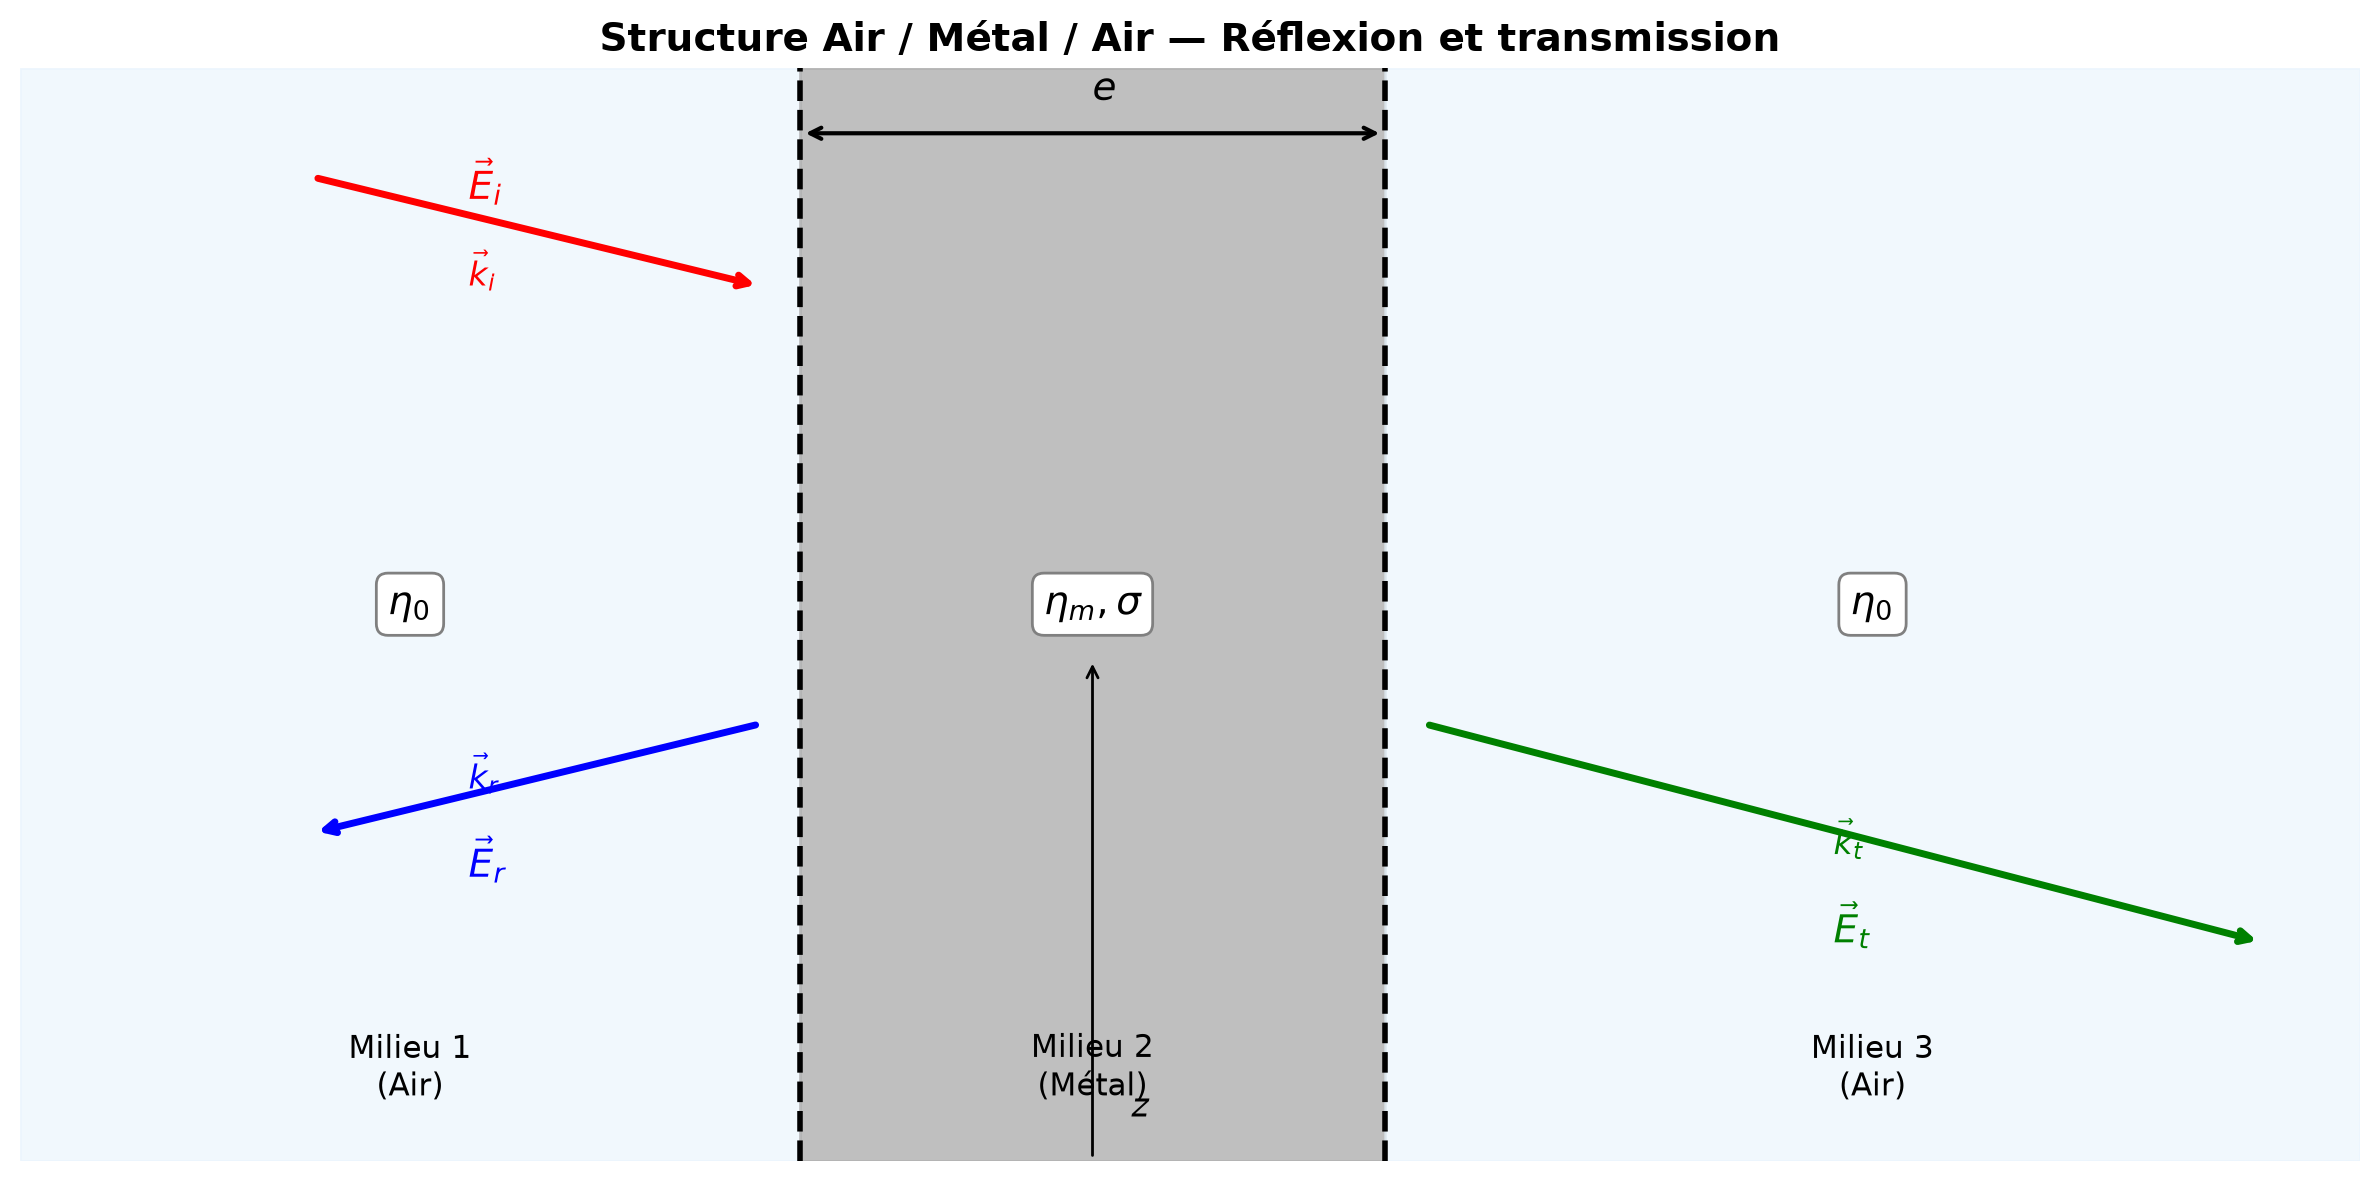 Structure Air / Métal / Air — Réflexion et transmission
e
E⃗ᵢ
k⃗ᵢ
η₀
ηₘ, σ
η₀
k⃗ᵣ
E⃗ᵣ
k⃗ₜ
E⃗ₜ
Milieu 1
(Air)
Milieu 2
(Métal)
z
Milieu 3
(Air)